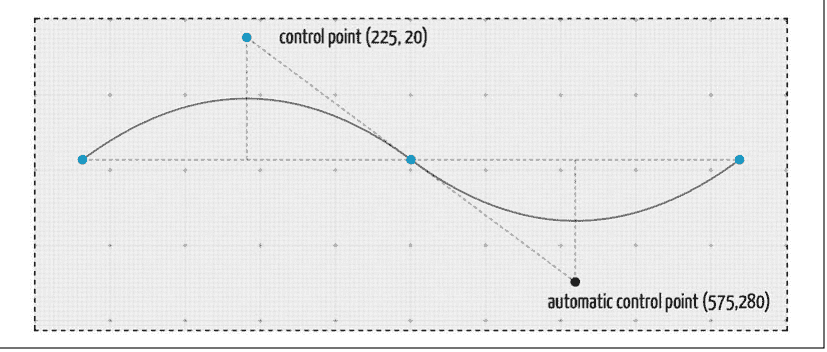 control point (225, 20)
automatic control point (575,280)